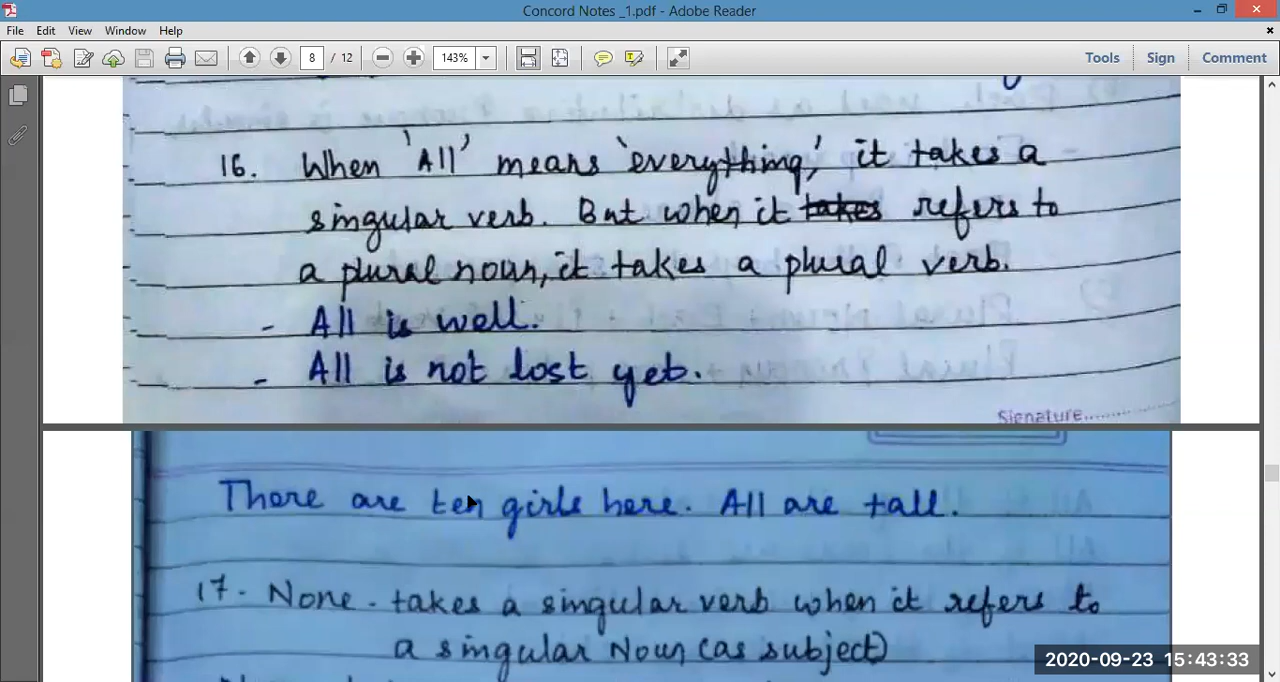 Concord Notes _1.pdf - Adobe Reader
File Edit View Window Help
8 / 12 143% Tools Sign Comment
16. When 'All' means 'everything,' it takes a
singular verb. But when it takes refers to
a plural noun, it takes a plural verb.
- All is well.
- All is not lost yet.
Signature..............
There are ten girls here. All are tall.
17. None - takes a singular verb when it refers to
a singular Noun (as subject)
2020-09-23 15:43:33